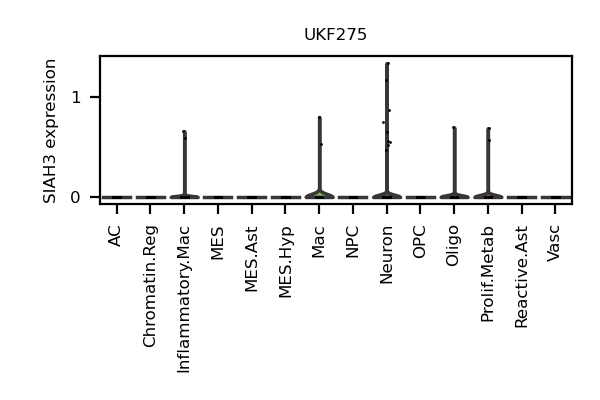 UKF275
SIAH3 expression
1
0
AC
Chromatin.Reg
Inflammatory.Mac
MES
MES.Ast
MES.Hyp
Mac
NPC
Neuron
OPC
Oligo
Prolif.Metab
Reactive.Ast
Vasc